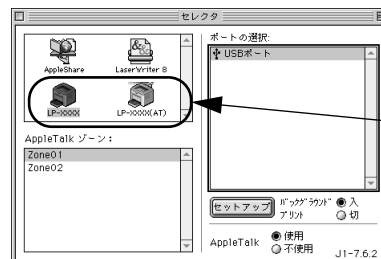 セレクタ
AppleShare
LaserWriter 8
LP-XXXX
LP-XXXX(AT)
AppleTalk ゾーン：
Zone01
Zone02
ポートの選択:
USBポート
セットアップ
バックグラウンド
プリント
入
切
AppleTalk
使用
不使用
J1-7.6.2